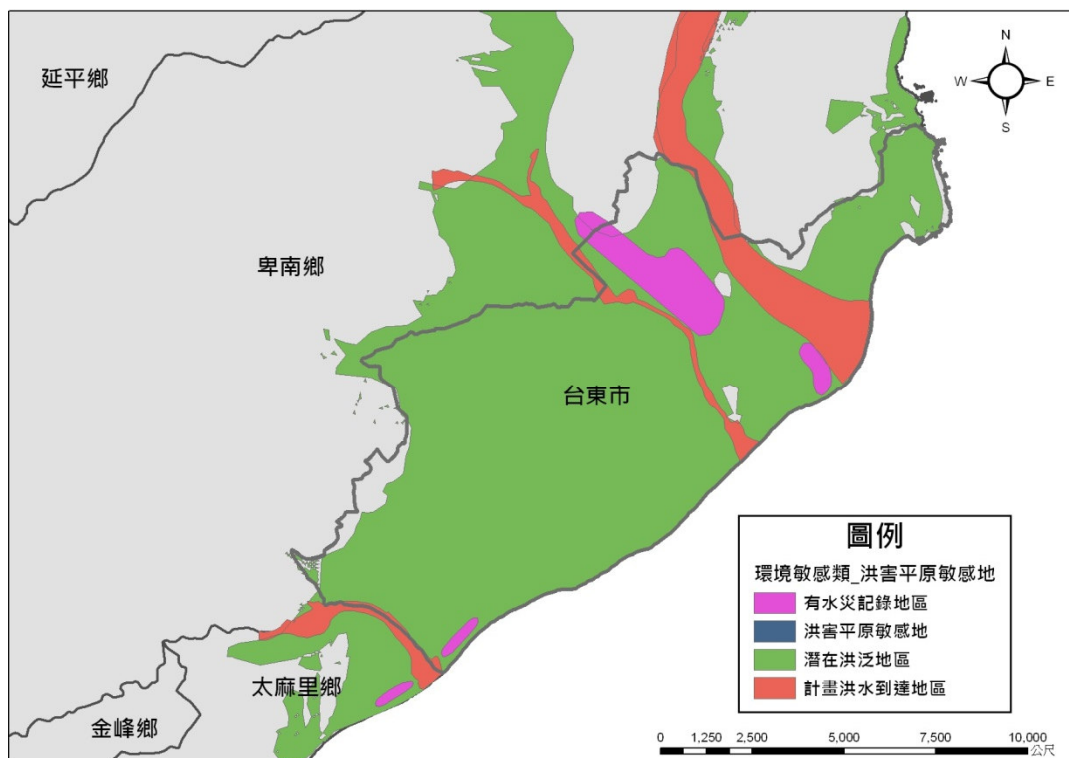 延平鄉
N
W E
S
卑南鄉
台東市
圖例
環境敏感類_洪害平原敏感地
有水災記錄地區
洪害平原敏感地
潛在洪泛地區
計畫洪水到達地區
太麻里鄉
金峰鄉
0 1,250 2,500 5,000 7,500 10,000
公尺